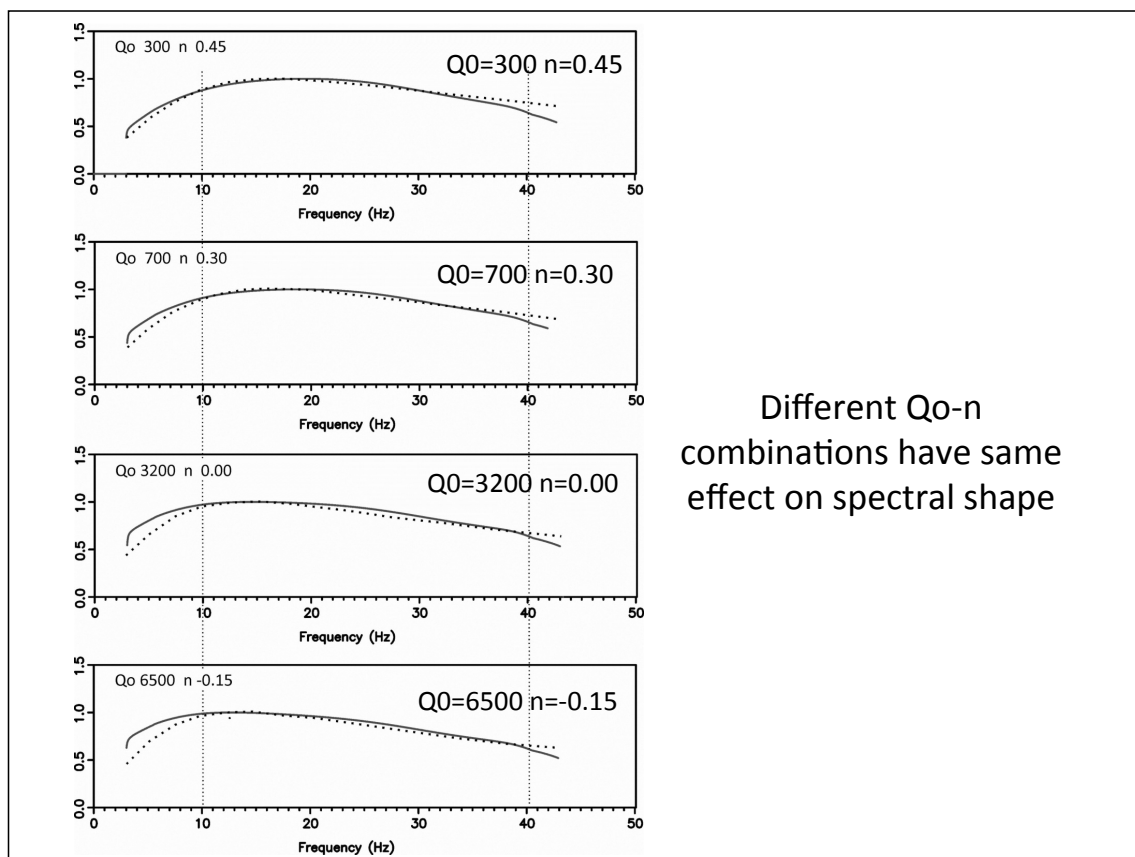 Qo 300 n 0.45
Q0=300 n=0.45
1.5
1.0
0.5
0.0
0 10 20 30 40 50
Frequency (Hz)
Qo 700 n 0.30
Q0=700 n=0.30
1.5
1.0
0.5
0.0
0 10 20 30 40 50
Frequency (Hz)
Qo 3200 n 0.00
Q0=3200 n=0.00
1.5
1.0
0.5
0.0
0 10 20 30 40 50
Frequency (Hz)
Qo 6500 n -0.15
Q0=6500 n=-0.15
1.5
1.0
0.5
0.0
0 10 20 30 40 50
Frequency (Hz)
Different Qo-n
combinations have same
effect on spectral shape